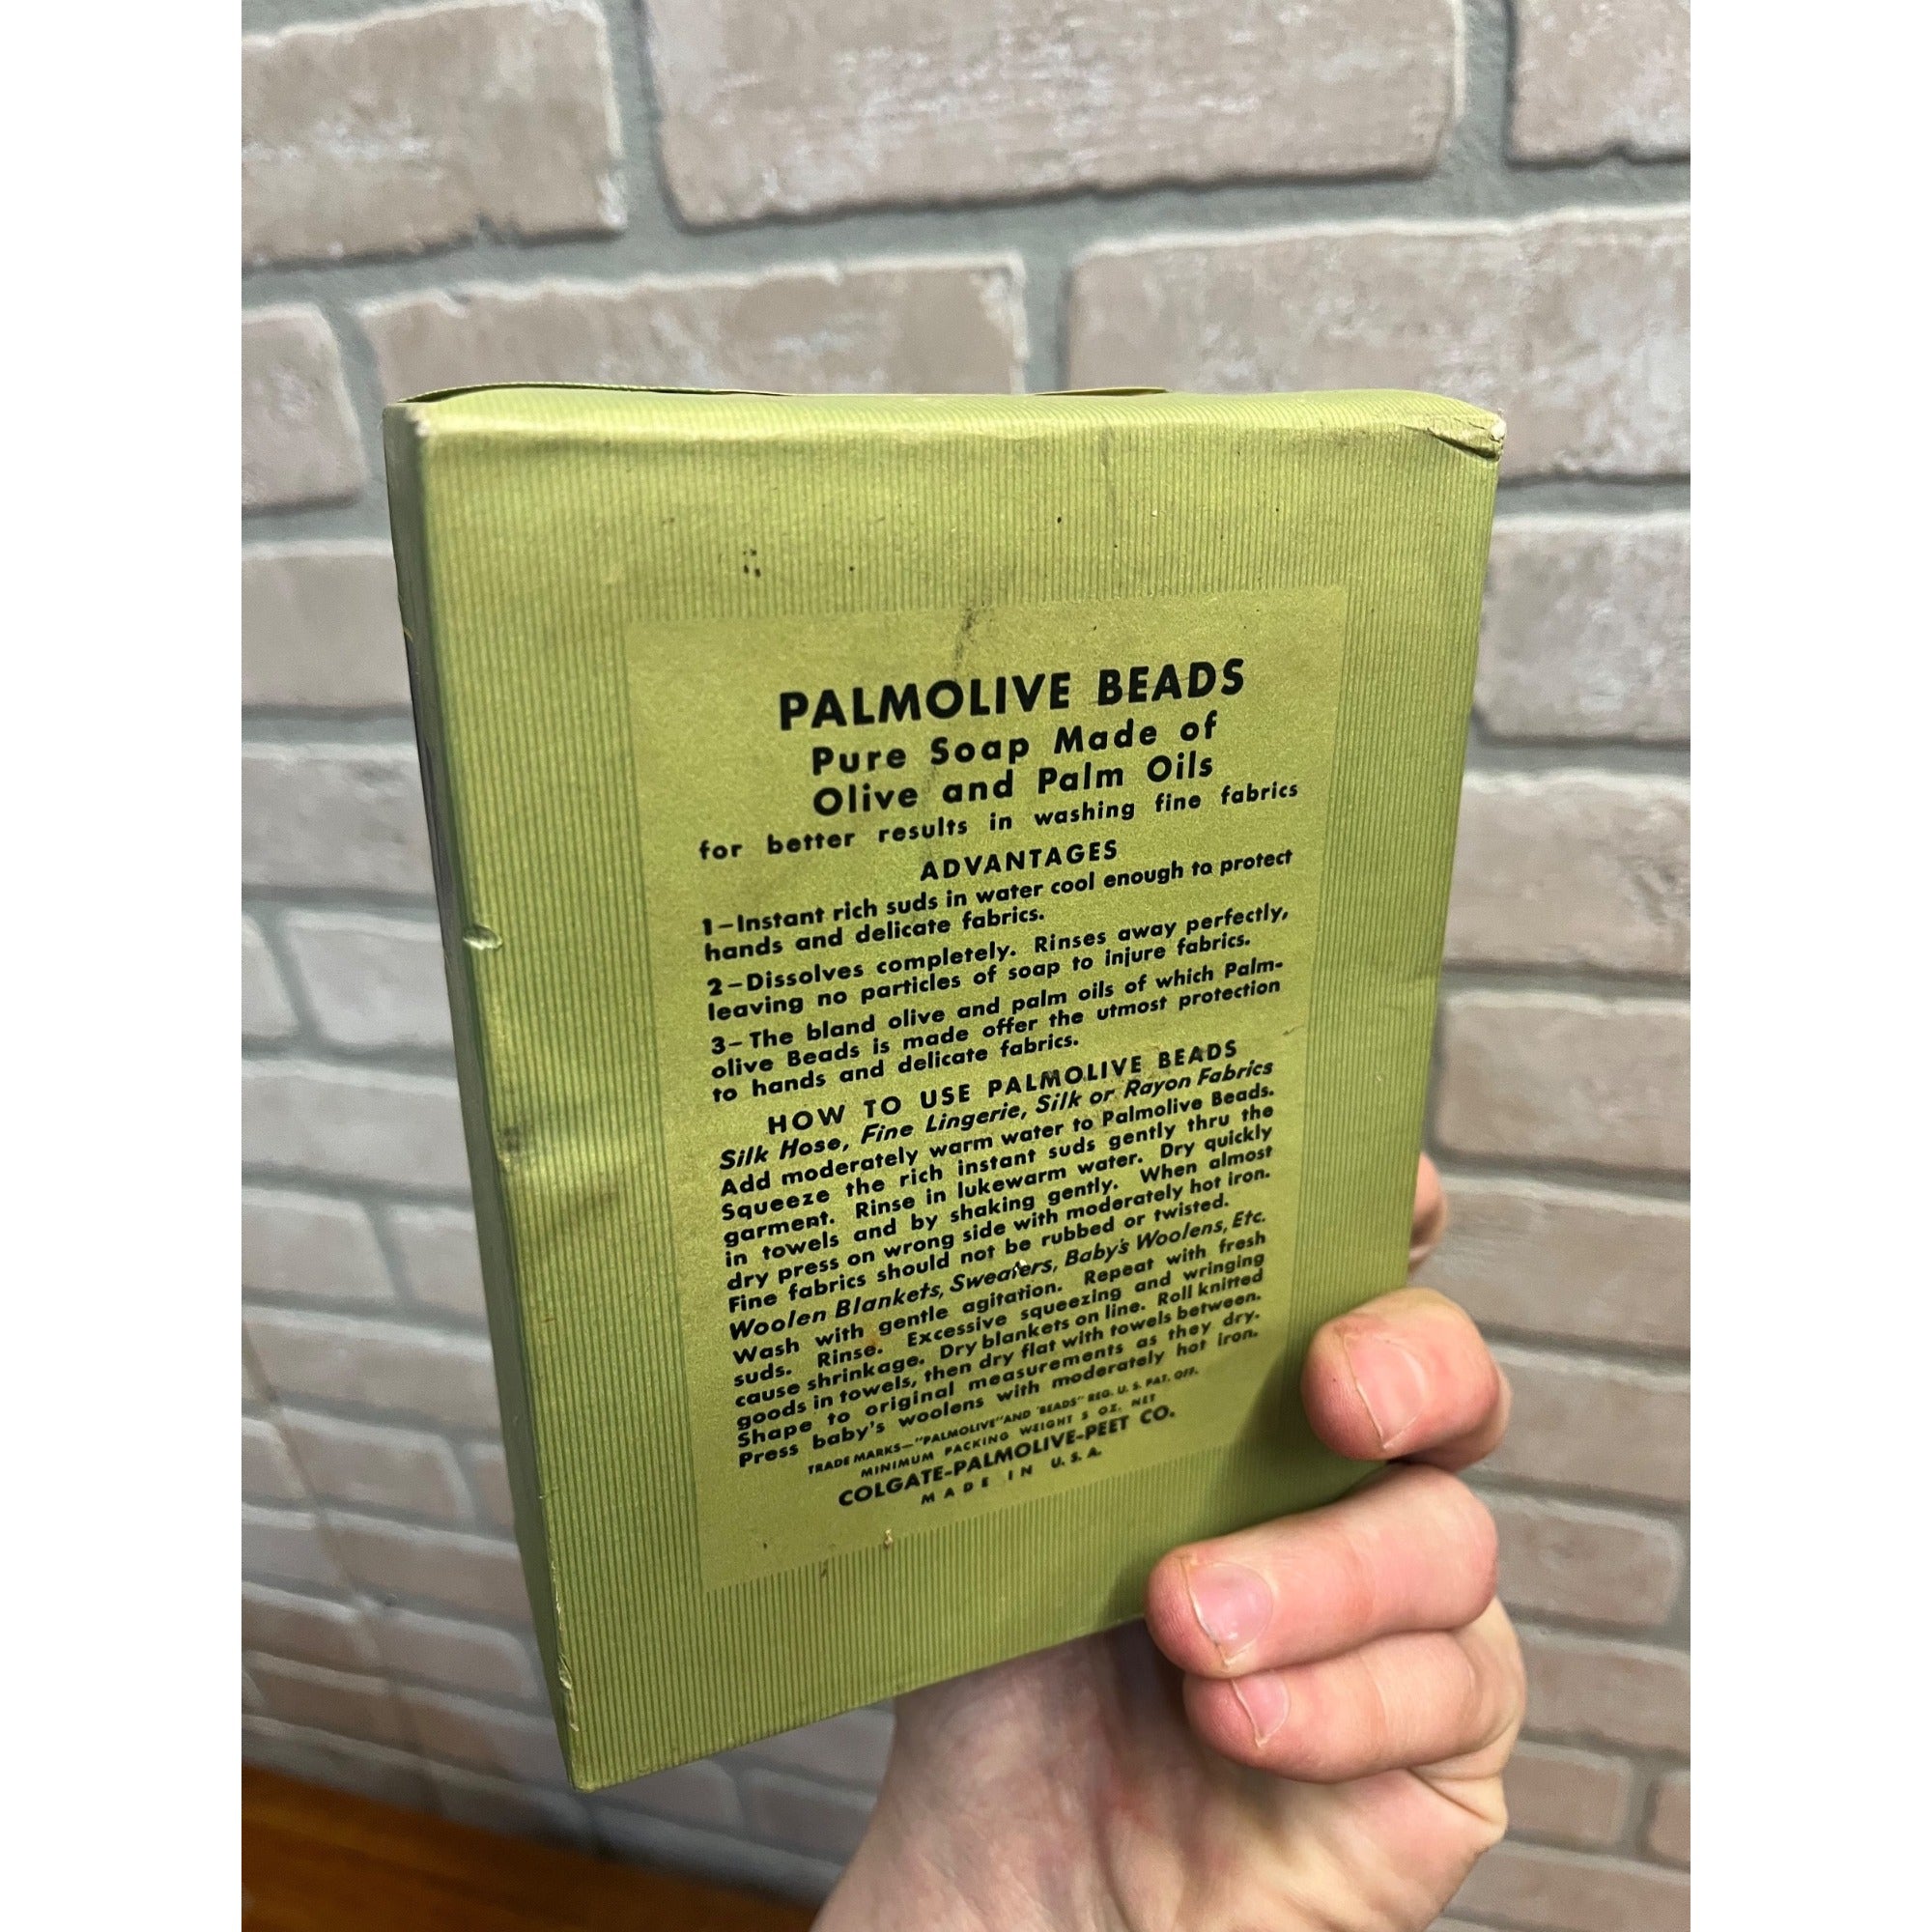 PALMOLIVE BEADS
Pure Soap Made of
Olive and Palm Oils
for better results in washing fine fabrics
ADVANTAGES
1–Instant rich suds in water cool enough to protect
hands and delicate fabrics.
2–Dissolves completely. Rinses away perfectly,
leaving no particles of soap to injure fabrics.
3–The bland olive and palm oils of which Palm-
olive Beads is made offer the utmost protection
to hands and delicate fabrics.
HOW TO USE PALMOLIVE BEADS
Silk Hose, Fine Lingerie, Silk or Rayon Fabrics
Add moderately warm water to Palmolive Beads.
Squeeze the rich instant suds gently thru the
garment. Rinse in lukewarm water. Dry quickly
in towels and by shaking gently. When almost
dry press on wrong side with moderately hot iron.
Fine fabrics should not be rubbed or twisted.
Woolen Blankets, Sweaters, Baby's Woolens, Etc.
Wash with gentle agitation. Repeat with fresh
suds. Rinse. Excessive squeezing and wringing
cause shrinkage. Dry blankets on line. Roll knitted
goods in towels, then dry flat with towels between.
Shape to original measurements as they dry.
Press baby's woolens with moderately hot iron.
TRADE MARKS—"PALMOLIVE" AND "BEADS" REG. U. S. PAT. OFF.
MINIMUM PACKING WEIGHT 5 OZ. NET
COLGATE-PALMOLIVE-PEET CO.
MADE IN U. S. A.